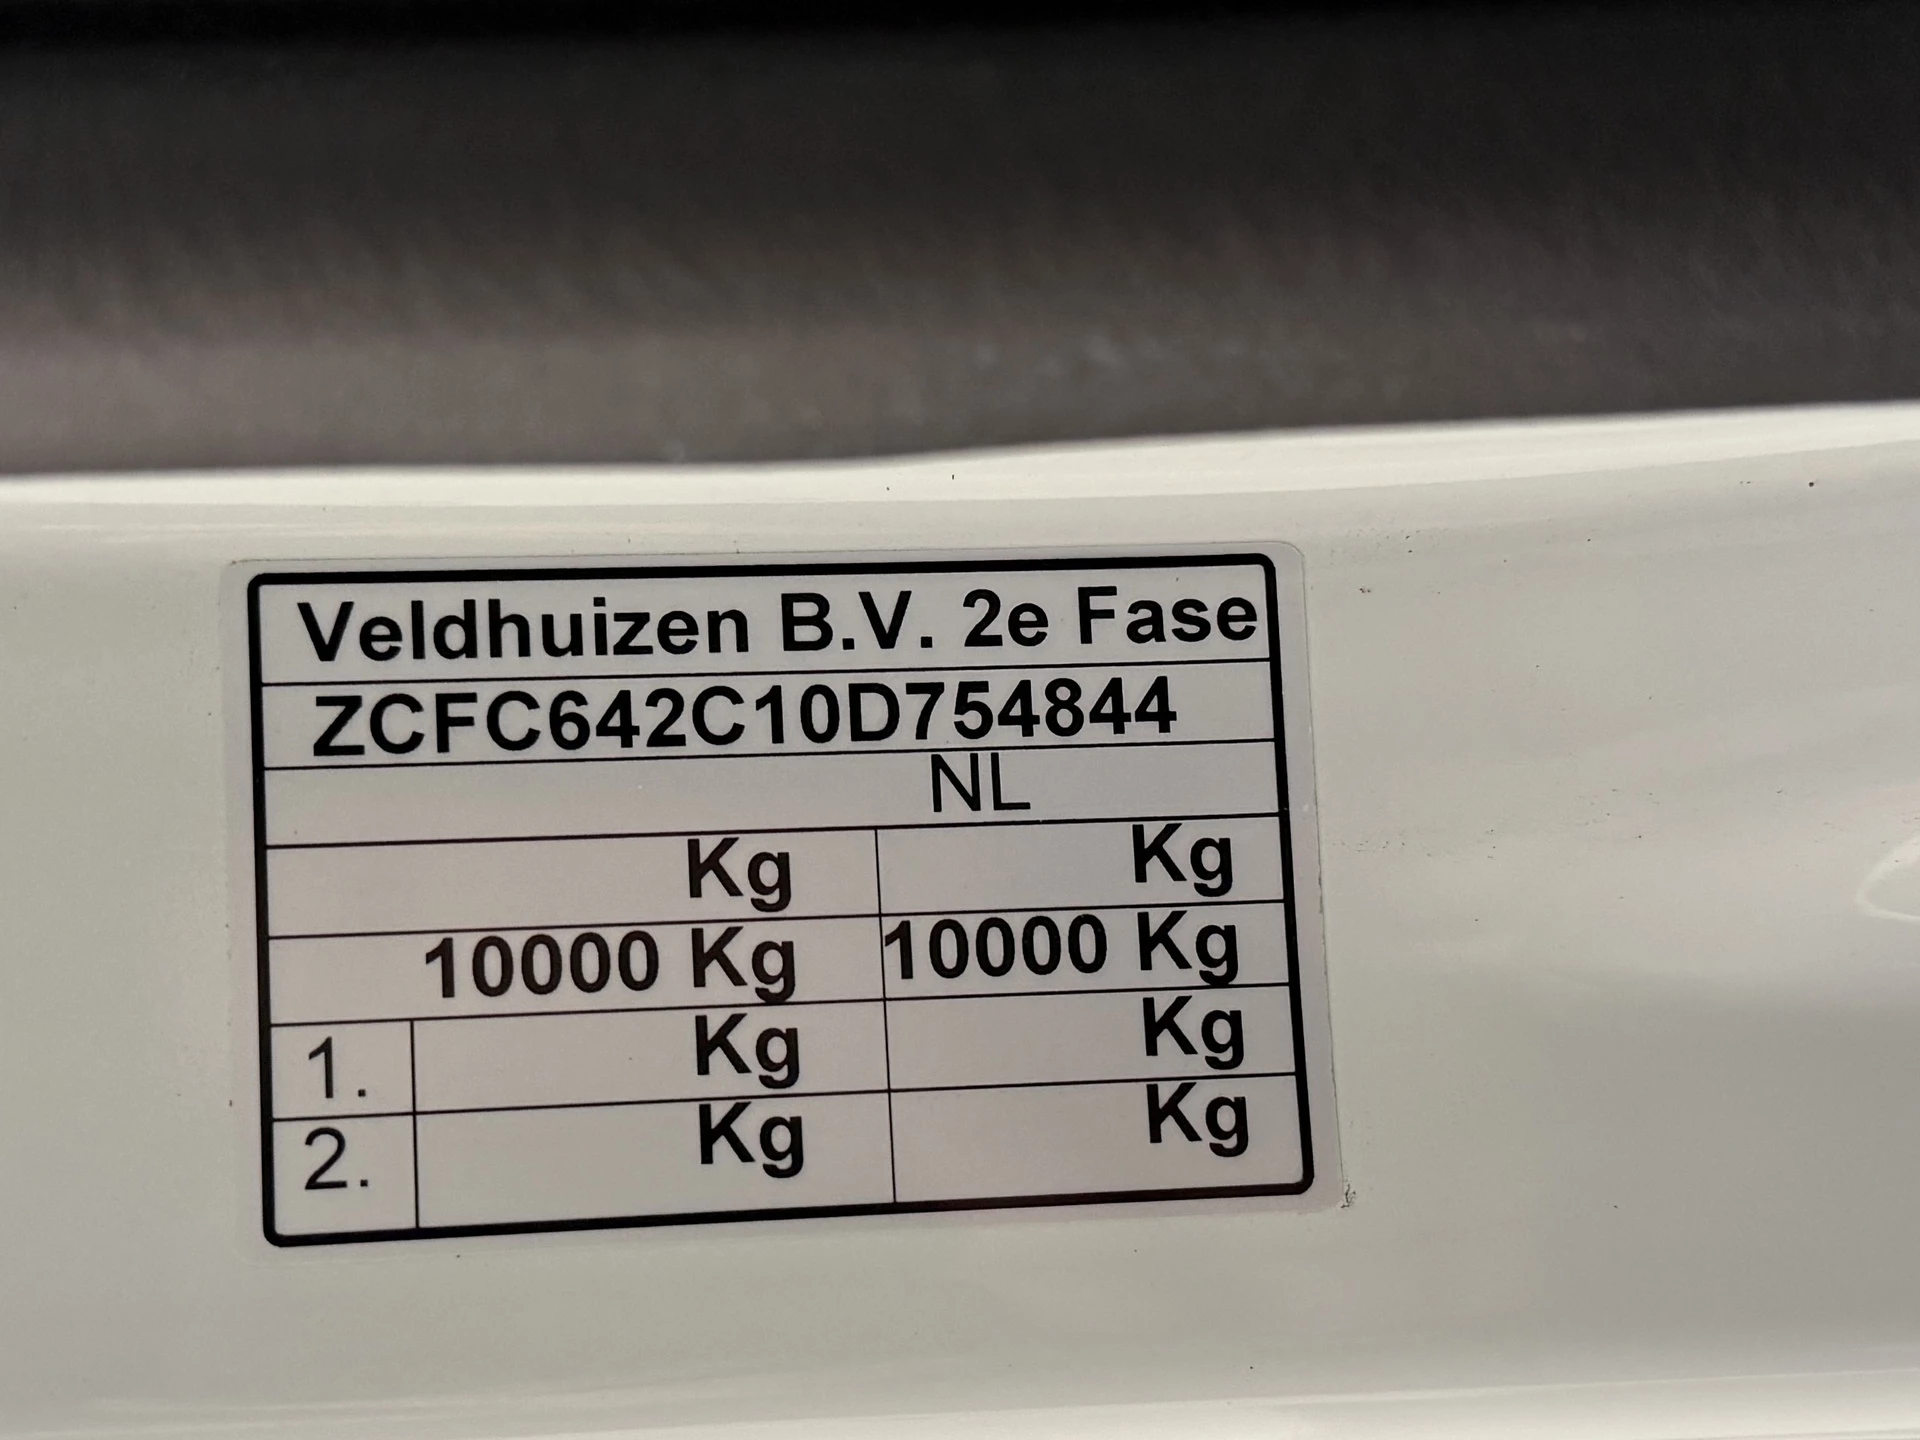 Veldhuizen B.V. 2e Fase
ZCFC642C10D754844
NL
Kg Kg
10000 Kg 10000 Kg
1. Kg Kg
2. Kg Kg